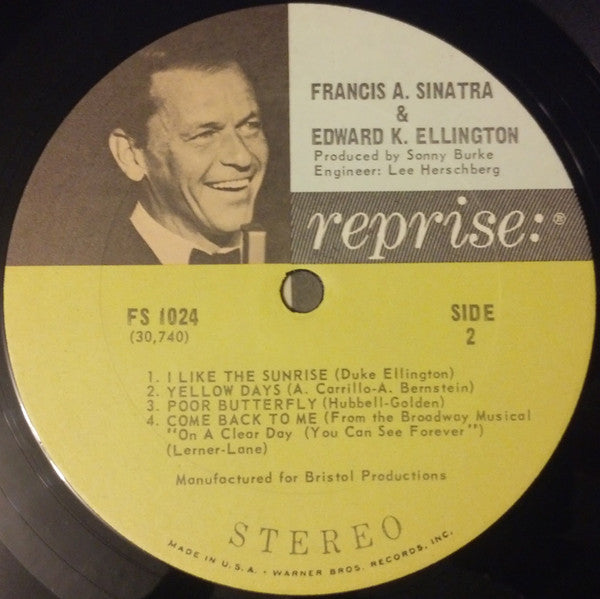 FRANCIS A. SINATRA
&
EDWARD K. ELLINGTON
Produced by Sonny Burke
Engineer: Lee Herschberg
reprise:®
FS 1024
(30,740)
SIDE
2
1. I LIKE THE SUNRISE (Duke Ellington)
2. YELLOW DAYS (A. Carrillo-A. Bernstein)
3. POOR BUTTERFLY (Hubbell-Golden)
4. COME BACK TO ME (From the Broadway Musical
"On A Clear Day (You Can See Forever")
(Lerner-Lane)
Manufactured for Bristol Productions
STEREO
MADE IN U.S.A. - WARNER BROS. RECORDS, INC.